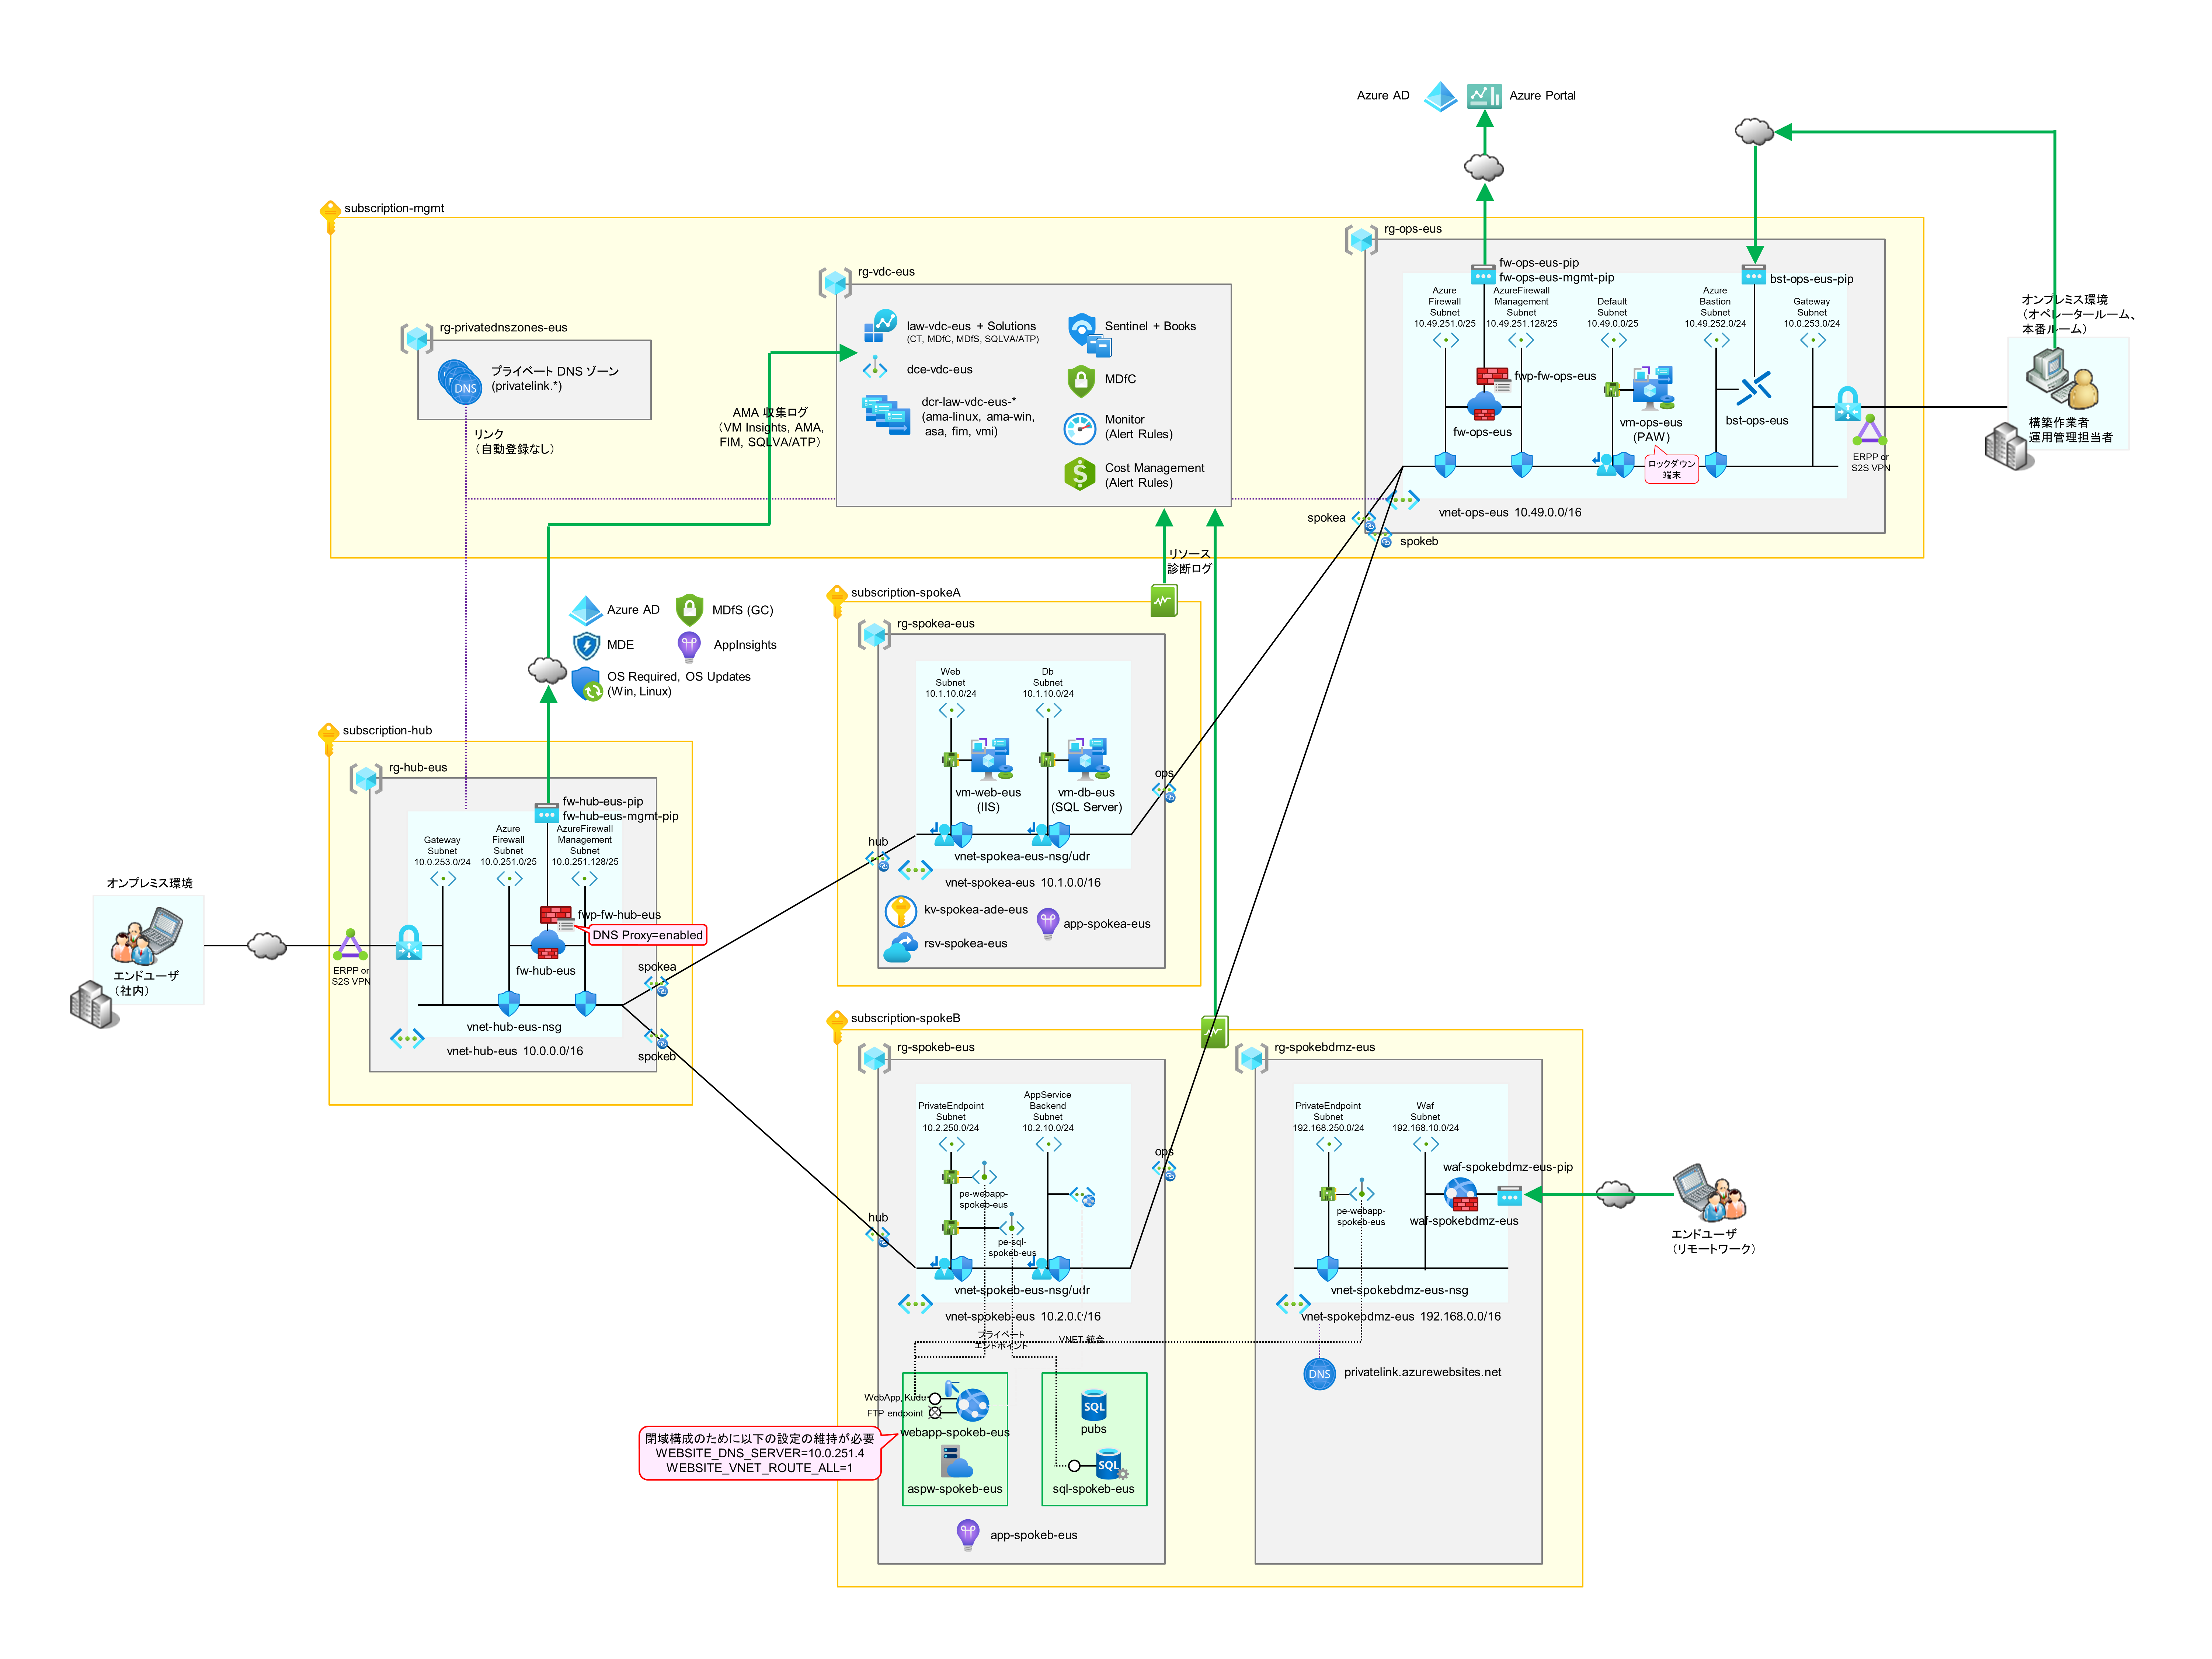 Azure AD
Azure Portal
subscription-mgmt
rg-ops-eus
fw-ops-eus-pip
fw-ops-eus-mgmt-pip
bst-ops-eus-pip
Azure
Firewall
Subnet
10.49.251.0/25
AzureFirewall
Management
Subnet
10.49.251.128/25
Default
Subnet
10.49.0.0/25
Azure
Bastion
Subnet
10.49.252.0/24
Gateway
Subnet
10.0.253.0/24
fwp-fw-ops-eus
fw-ops-eus
vm-ops-eus
(PAW)
ロックダウン
端末
bst-ops-eus
ERPP or
S2S VPN
vnet-ops-eus 10.49.0.0/16
spokea
spokeb
オンプレミス環境
（オペレータールーム、
本番ルーム）
構築作業者
運用管理担当者
rg-vdc-eus
law-vdc-eus + Solutions
(CT, MDfC, MDfS, SQLVA/ATP)
dce-vdc-eus
dcr-law-vdc-eus-*
(ama-linux, ama-win,
asa, fim, vmi)
Sentinel + Books
MDfC
Monitor
(Alert Rules)
Cost Management
(Alert Rules)
rg-privatednszones-eus
DNS
プライベート DNS ゾーン
(privatelink.*)
リンク
（自動登録なし）
AMA 収集ログ
（VM Insights, AMA,
FIM, SQLVA/ATP）
リソース
診断ログ
Azure AD
MDfS (GC)
MDE
AppInsights
OS Required, OS Updates
(Win, Linux)
subscription-hub
rg-hub-eus
fw-hub-eus-pip
fw-hub-eus-mgmt-pip
Gateway
Subnet
10.0.253.0/24
Azure
Firewall
Subnet
10.0.251.0/25
AzureFirewall
Management
Subnet
10.0.251.128/25
fwp-fw-hub-eus
DNS Proxy=enabled
fw-hub-eus
vnet-hub-eus-nsg
vnet-hub-eus 10.0.0.0/16
spokea
spokeb
ERPP or
S2S VPN
オンプレミス環境
エンドユーザ
（社内）
subscription-spokeA
rg-spokea-eus
Web
Subnet
10.1.10.0/24
Db
Subnet
10.1.10.0/24
vm-web-eus
(IIS)
vm-db-eus
(SQL Server)
ops
hub
vnet-spokea-eus-nsg/udr
vnet-spokea-eus 10.1.0.0/16
kv-spokea-ade-eus
app-spokea-eus
rsv-spokea-eus
subscription-spokeB
rg-spokeb-eus
PrivateEndpoint
Subnet
10.2.250.0/24
AppService
Backend
Subnet
10.2.10.0/24
pe-webapp-
spokeb-eus
pe-sql-
spokeb-eus
ops
hub
vnet-spokeb-eus-nsg/udr
vnet-spokeb-eus 10.2.0.0/16
プライベート
エンドポイント
VNET 統合
WebApp, Kudu
FTP endpoint
webapp-spokeb-eus
aspw-spokeb-eus
SQL
pubs
SQL
sql-spokeb-eus
app-spokeb-eus
閉域構成のために以下の設定の維持が必要
WEBSITE_DNS_SERVER=10.0.251.4
WEBSITE_VNET_ROUTE_ALL=1
rg-spokebdmz-eus
PrivateEndpoint
Subnet
192.168.250.0/24
Waf
Subnet
192.168.10.0/24
pe-webapp-
spokeb-eus
waf-spokebdmz-eus-pip
waf-spokebdmz-eus
vnet-spokebdmz-eus-nsg
vnet-spokebdmz-eus 192.168.0.0/16
DNS
privatelink.azurewebsites.net
エンドユーザ
（リモートワーク）